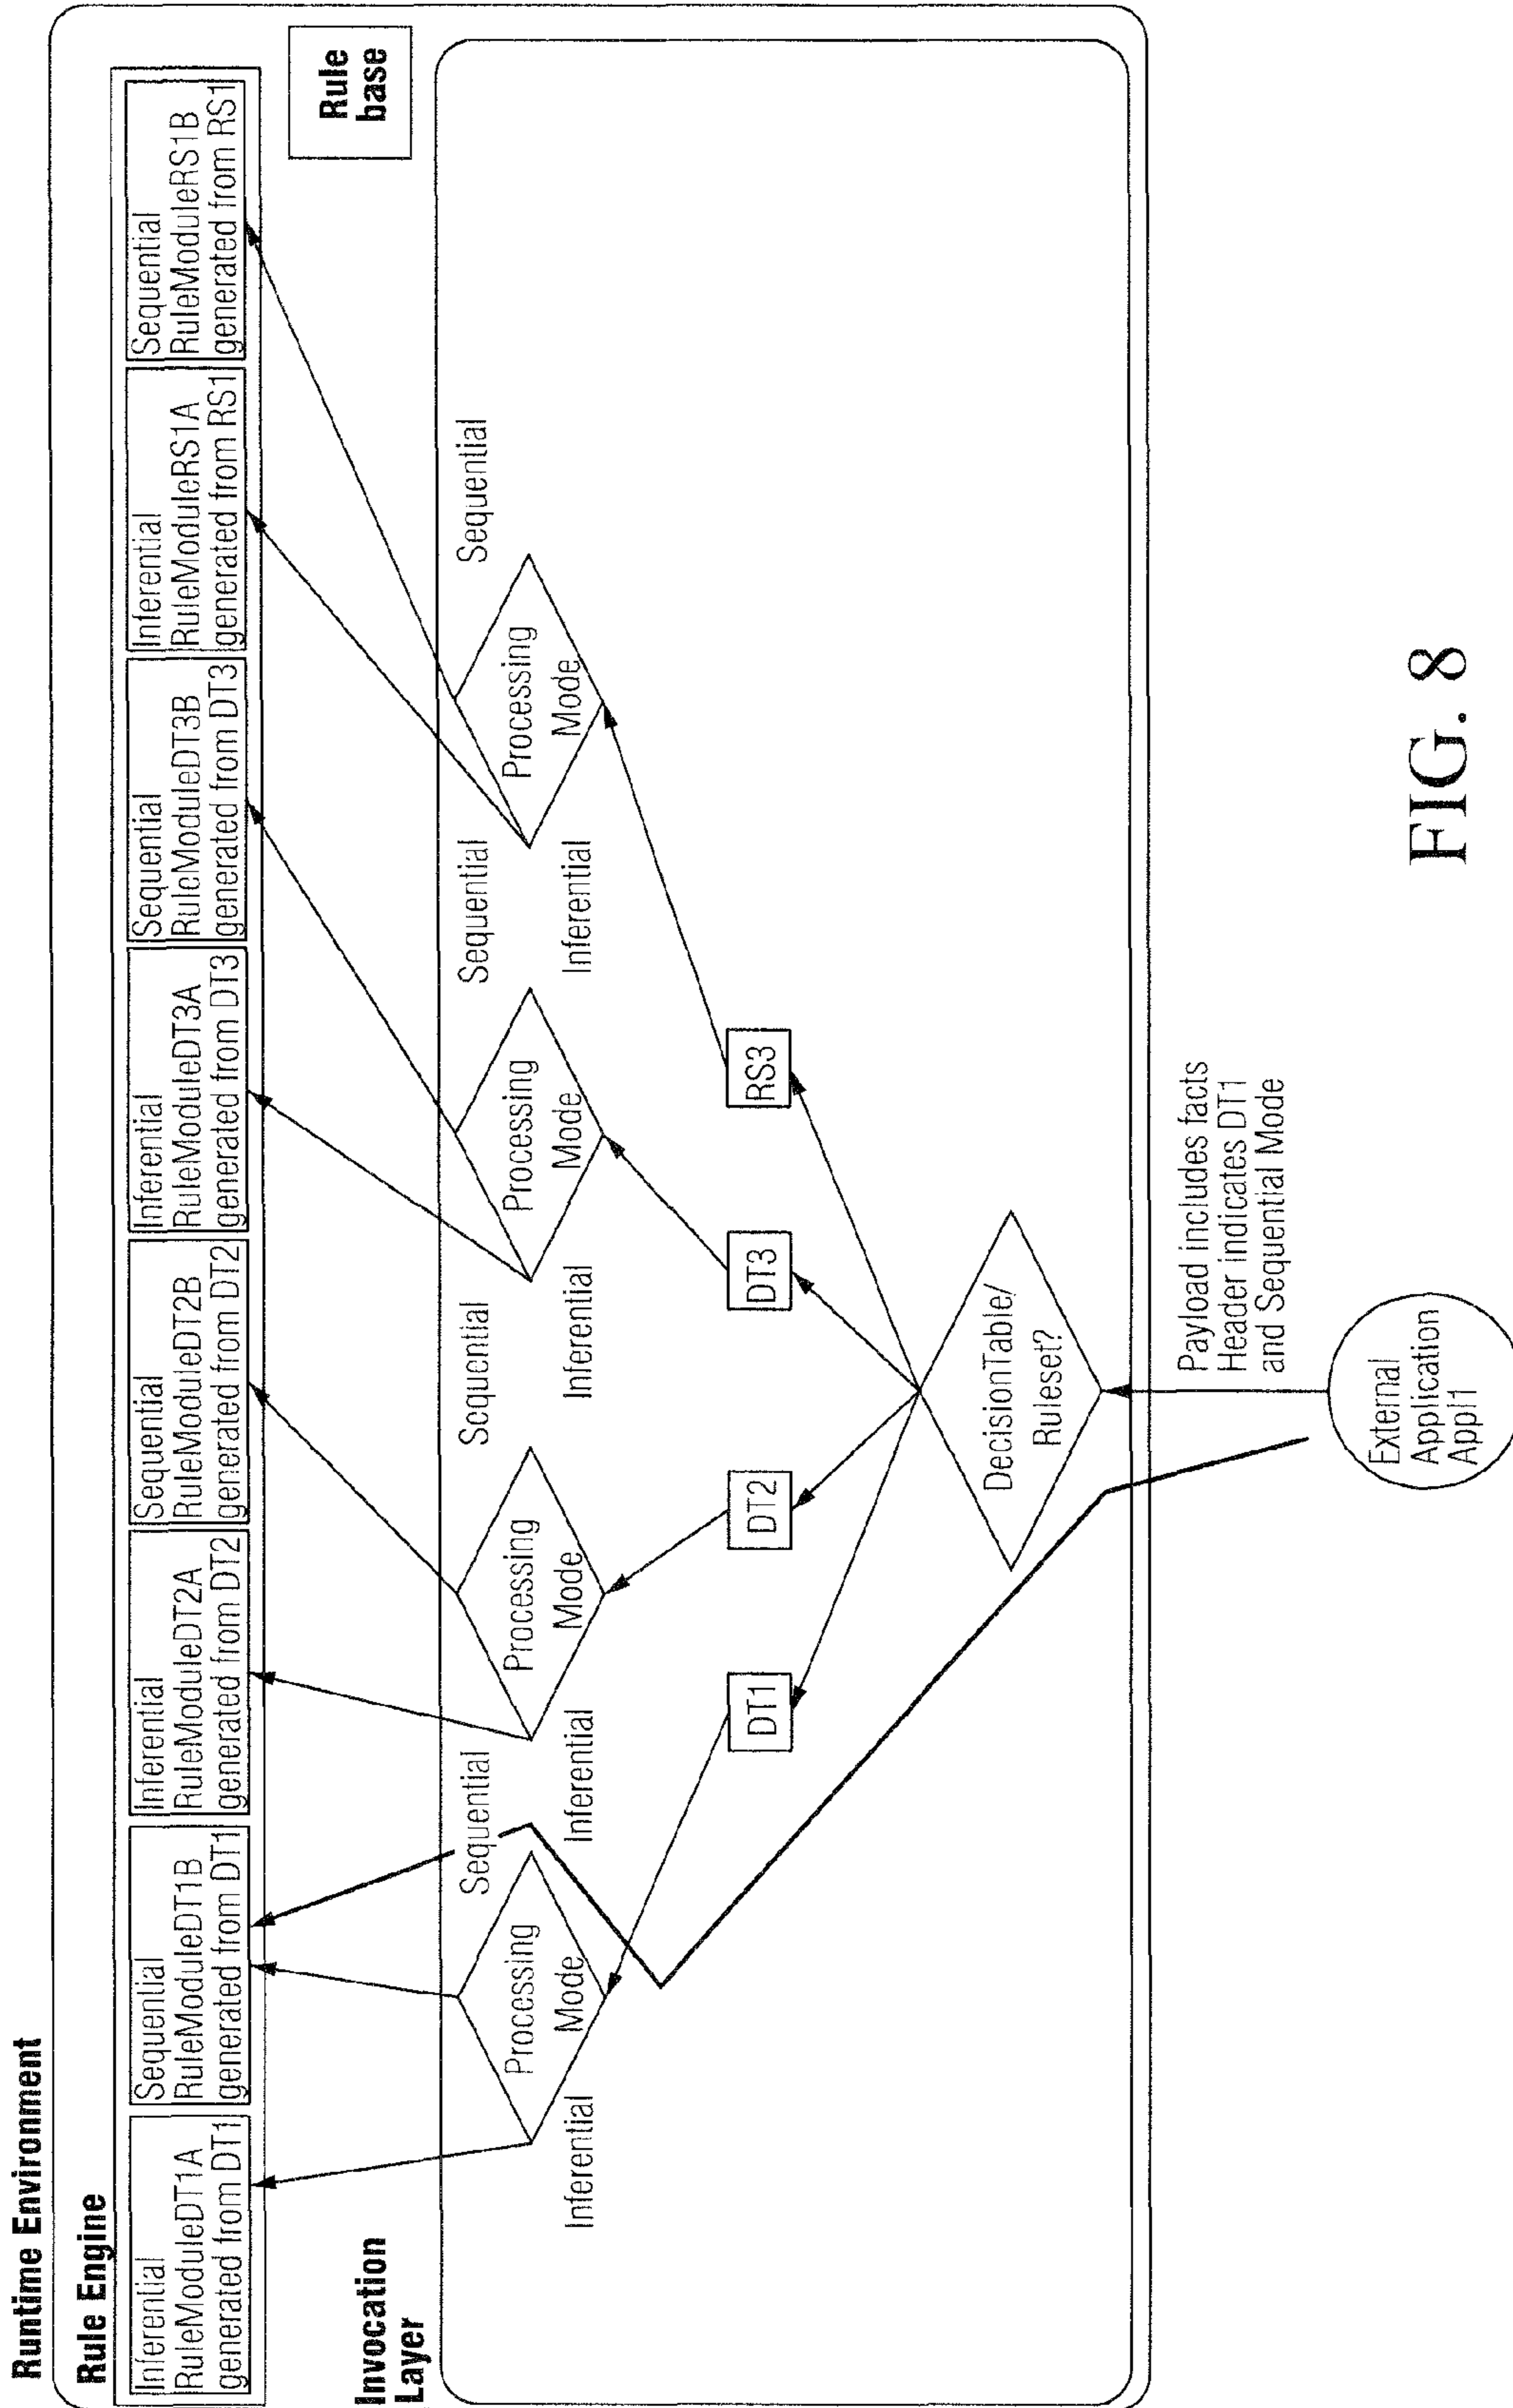 Runtime Environment
Rule Engine
Inferential
RuleModuleDT1A
generated from DT1
Sequential
RuleModuleDT1B
generated from DT1
Inferential
RuleModuleDT2A
generated from DT2
Sequential
RuleModuleDT2B
generated from DT2
Inferential
RuleModuleDT3A
generated from DT3
Sequential
RuleModuleDT3B
generated from DT3
Inferential
RuleModuleRS1A
generated from RS1
Sequential
RuleModuleRS1B
generated from RS1
Rule
base
Invocation
Layer
Inferential
Processing
Mode
Sequential
Inferential
Processing
Mode
Sequential
Inferential
Processing
Mode
Sequential
Inferential
Processing
Mode
Sequential
DT1
DT2
DT3
RS3
DecisionTable/
Ruleset?
Payload includes facts
Header indicates DT1
and Sequential Mode
External
Application
Appl1
FIG. 8